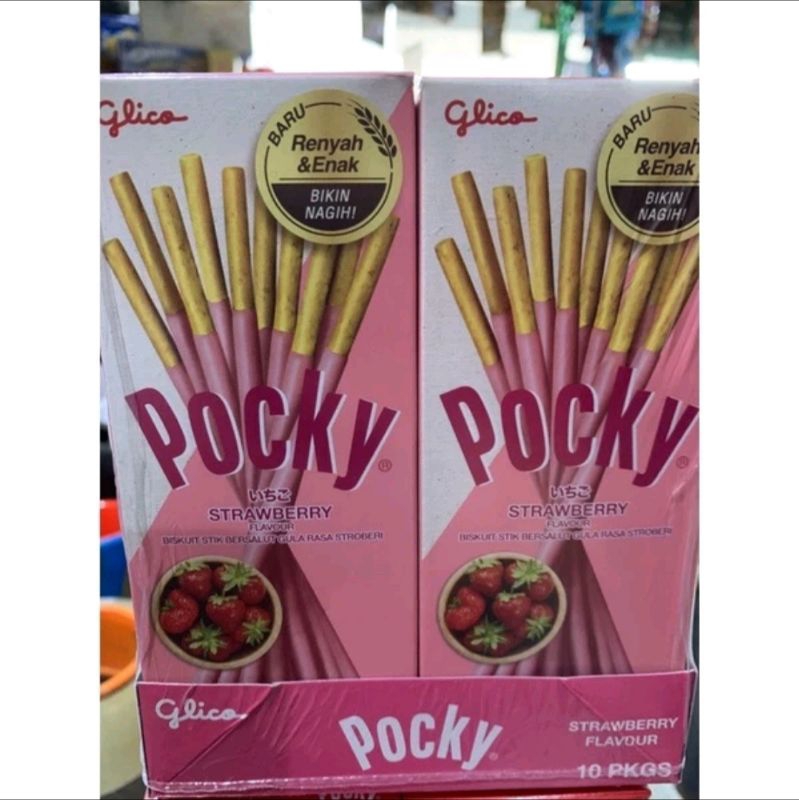 Glico
BARU
Renyah
&Enak
BIKIN
NAGIH!
Pocky®
いちご
STRAWBERRY
FLAVOUR
BISKUIT STIK BERSALUT GULA RASA STROBERI
Glico
BARU
Renyah
&Enak
BIKIN
NAGIH!
Pocky®
いちご
STRAWBERRY
FLAVOUR
BISKUIT STIK BERSALUT GULA RASA STROBERI
Glico
Pocky
STRAWBERRY
FLAVOUR
10 PKGS
POCKY